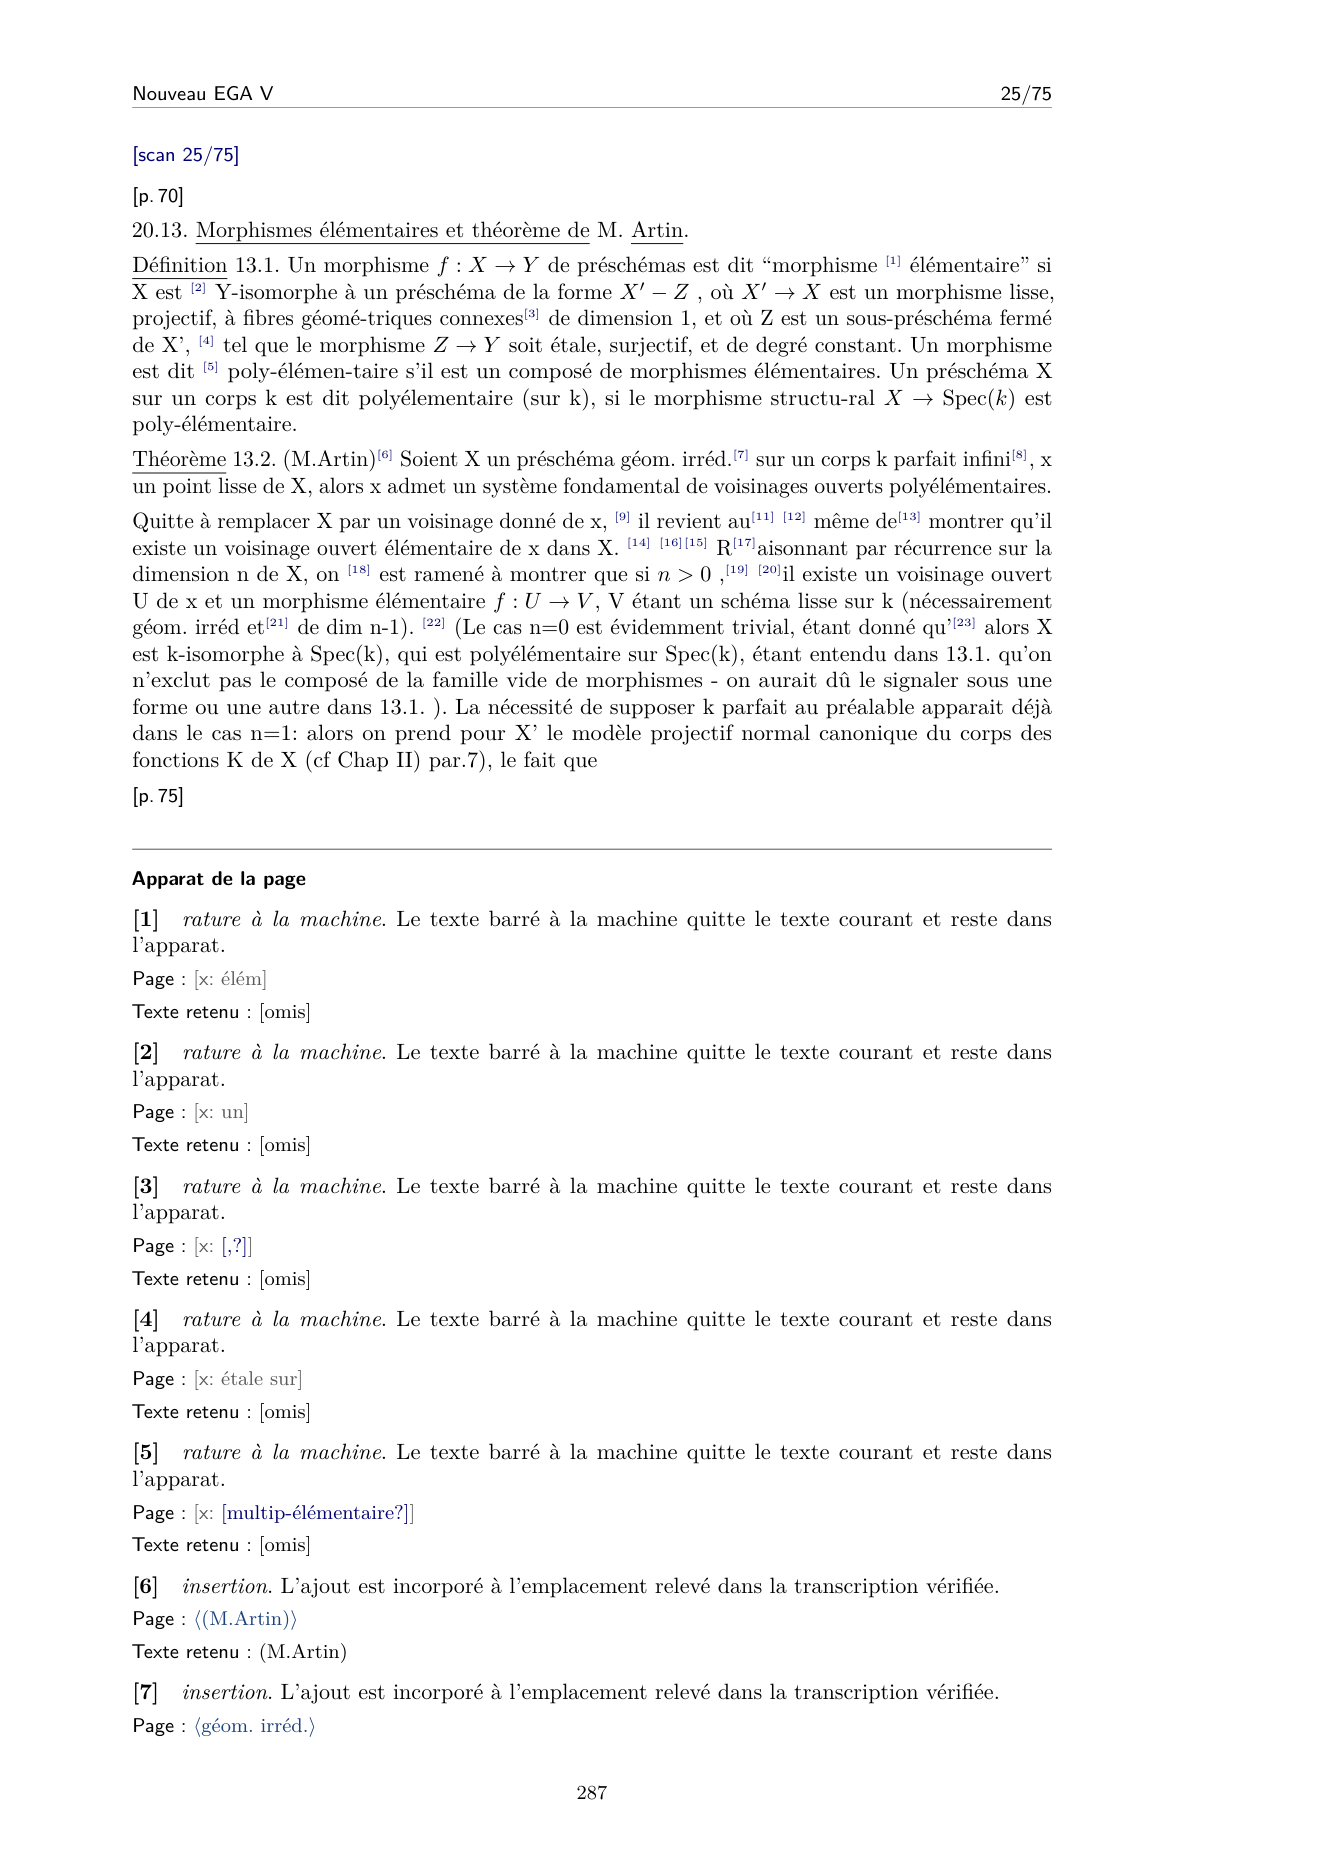 Nouveau EGA V 25/75
[scan 25/75]
[p. 70]
20.13. Morphismes élémentaires et théorème de M. Artin.
Définition 13.1. Un morphisme f : X → Y de préschémas est dit “morphisme [1] élémentaire” si
X est [2] Y-isomorphe à un préschéma de la forme X′ − Z , où X′ → X est un morphisme lisse,
projectif, à fibres géomé-triques connexes[3] de dimension 1, et où Z est un sous-préschéma fermé
de X’, [4] tel que le morphisme Z → Y soit étale, surjectif, et de degré constant. Un morphisme
est dit [5] poly-élémen-taire s’il est un composé de morphismes élémentaires. Un préschéma X
sur un corps k est dit polyélementaire (sur k), si le morphisme structu-ral X → Spec(k) est
poly-élémentaire.
Théorème 13.2. (M.Artin)[6] Soient X un préschéma géom. irréd.[7] sur un corps k parfait infini[8], x
un point lisse de X, alors x admet un système fondamental de voisinages ouverts polyélémentaires.
Quitte à remplacer X par un voisinage donné de x, [9] il revient au[11] [12] même de[13] montrer qu’il
existe un voisinage ouvert élémentaire de x dans X. [14] [16][15] R[17]aisonnant par récurrence sur la
dimension n de X, on [18] est ramené à montrer que si n > 0 ,[19] [20]il existe un voisinage ouvert
U de x et un morphisme élémentaire f : U → V, V étant un schéma lisse sur k (nécessairement
géom. irréd et[21] de dim n-1). [22] (Le cas n=0 est évidemment trivial, étant donné qu’[23] alors X
est k-isomorphe à Spec(k), qui est polyélémentaire sur Spec(k), étant entendu dans 13.1. qu’on
n’exclut pas le composé de la famille vide de morphismes - on aurait dû le signaler sous une
forme ou une autre dans 13.1. ). La nécessité de supposer k parfait au préalable apparait déjà
dans le cas n=1: alors on prend pour X’ le modèle projectif normal canonique du corps des
fonctions K de X (cf Chap II) par.7), le fait que
[p. 75]
Apparat de la page
[1] rature à la machine. Le texte barré à la machine quitte le texte courant et reste dans
l’apparat.
Page : [x: élém]
Texte retenu : [omis]
[2] rature à la machine. Le texte barré à la machine quitte le texte courant et reste dans
l’apparat.
Page : [x: un]
Texte retenu : [omis]
[3] rature à la machine. Le texte barré à la machine quitte le texte courant et reste dans
l’apparat.
Page : [x: [,?]]
Texte retenu : [omis]
[4] rature à la machine. Le texte barré à la machine quitte le texte courant et reste dans
l’apparat.
Page : [x: étale sur]
Texte retenu : [omis]
[5] rature à la machine. Le texte barré à la machine quitte le texte courant et reste dans
l’apparat.
Page : [x: [multip-élémentaire?]]
Texte retenu : [omis]
[6] insertion. L’ajout est incorporé à l’emplacement relevé dans la transcription vérifiée.
Page : ⟨(M.Artin)⟩
Texte retenu : (M.Artin)
[7] insertion. L’ajout est incorporé à l’emplacement relevé dans la transcription vérifiée.
Page : ⟨géom. irréd.⟩
287